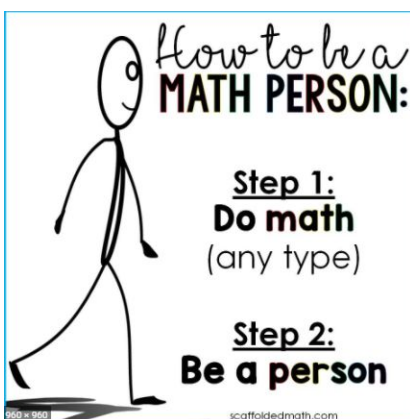 How to be a
MATH PERSON:
Step 1:
Do math
(any type)
Step 2:
Be a person
960 × 960
scaffoldedmath.com